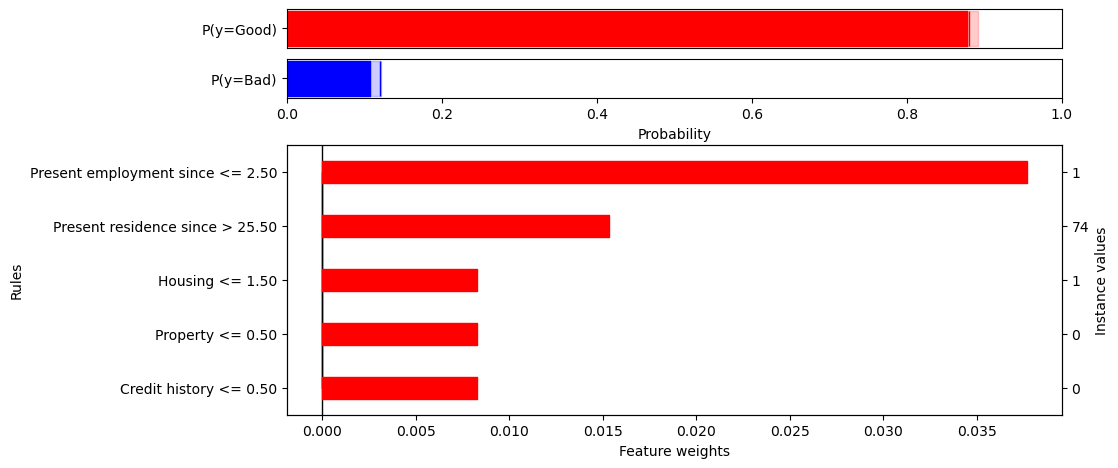 P(y=Good)
P(y=Bad)
0.0 0.2 0.4 0.6 0.8 1.0
Probability
Rules
Present employment since <= 2.50 1
Present residence since > 25.50 74
Housing <= 1.50 1
Property <= 0.50 0
Credit history <= 0.50 0
Instance values
0.000 0.005 0.010 0.015 0.020 0.025 0.030 0.035
Feature weights